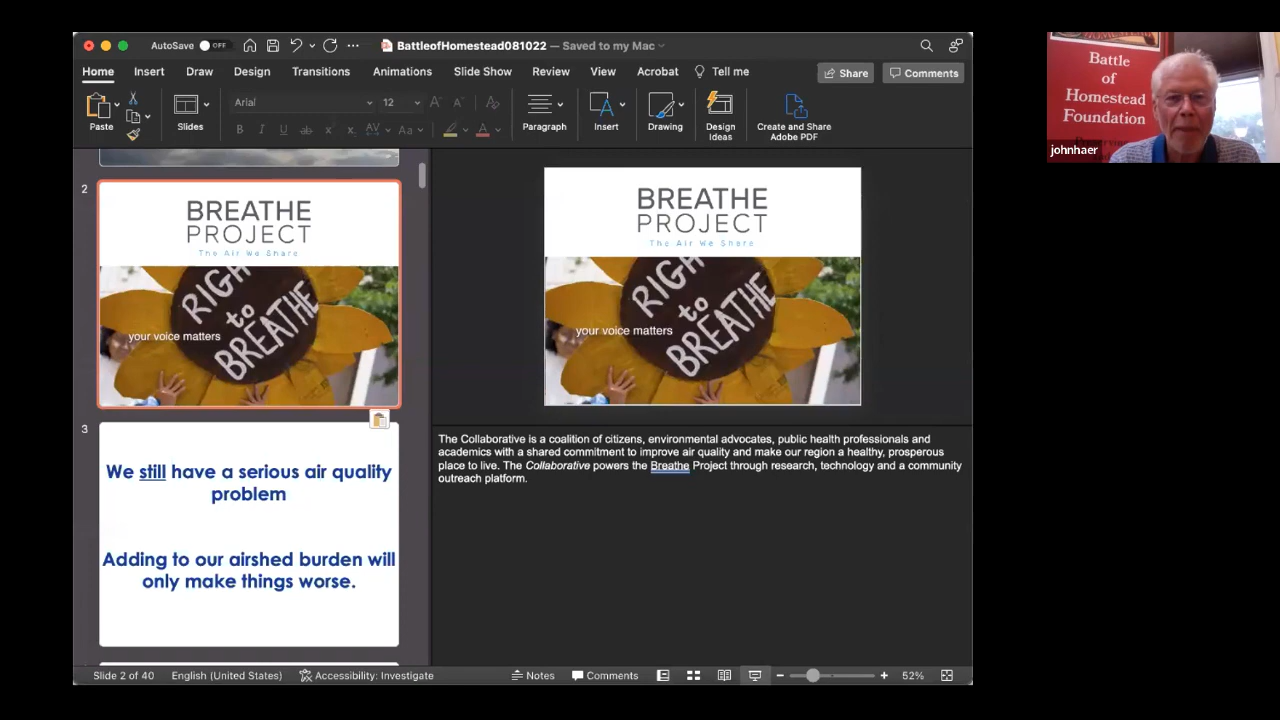 AutoSave OFF
BattleofHomestead081022 — Saved to my Mac
Home Insert Draw Design Transitions Animations Slide Show Review View Acrobat Tell me
Share Comments
Arial 12
Paste Slides Paragraph Insert Drawing Design Ideas Create and Share Adobe PDF
2
BREATHE
PROJECT
The Air We Share
RIGHT
to
BREATHE
your voice matters
3
We still have a serious air quality
problem
Adding to our airshed burden will
only make things worse.
BREATHE
PROJECT
The Air We Share
RIGHT
to
BREATHE
your voice matters
The Collaborative is a coalition of citizens, environmental advocates, public health professionals and
academics with a shared commitment to improve air quality and make our region a healthy, prosperous
place to live. The Collaborative powers the Breathe Project through research, technology and a community
outreach platform.
Slide 2 of 40 English (United States) Accessibility: Investigate Notes Comments 52%
Battle
of
Homestead
Foundation
johnhaer